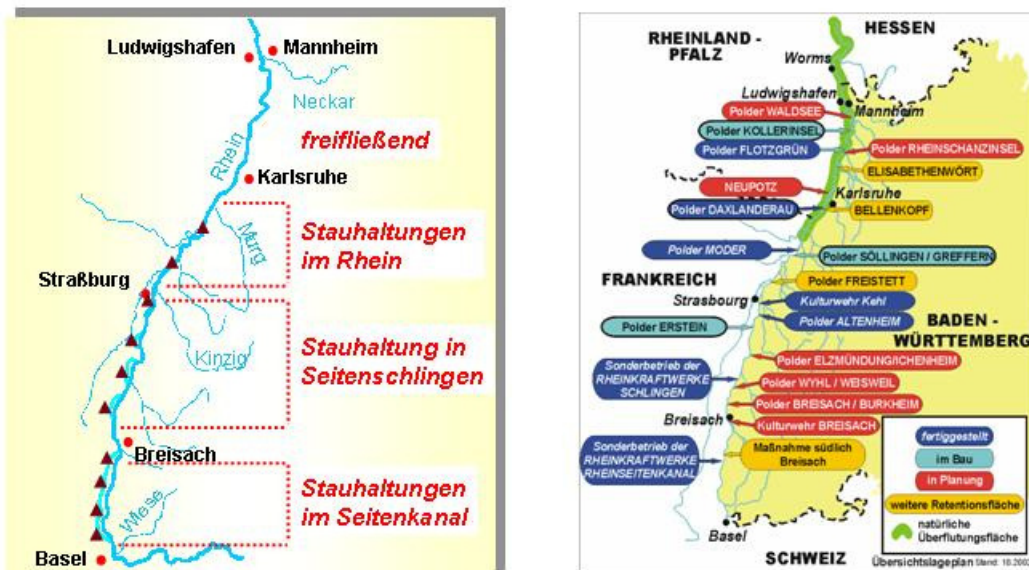 Ludwigshafen
Mannheim
Neckar
Rhein
freifließend
Karlsruhe
Murg
Stauhaltungen
im Rhein
Straßburg
Kinzig
Stauhaltung in
Seitenschlingen
Breisach
Wiese
Stauhaltungen
im Seitenkanal
Basel
RHEINLAND -
PFALZ
HESSEN
Worms
Ludwigshafen
Mannheim
Polder WALDSEE
Polder KOLLERINSEL
Polder FLOTZGRÜN
Polder RHEINSCHANZINSEL
ELISABETHENWÖRT
NEUPOTZ
Karlsruhe
Polder DAXLANDERAU
BELLENKOPF
Polder MODER
Polder SÖLLINGEN / GREFFERN
FRANKREICH
Polder FREISTETT
Strasbourg
Kulturwehr Kehl
Polder ALTENHEIM
Polder ERSTEIN
BADEN -
WÜRTTEMBERG
Polder ELZMÜNDUNG/ICHENHEIM
Sonderbetrieb der
RHEINKRAFTWERKE
SCHLINGEN
Polder WYHL / WEISWEIL
Polder BREISACH / BURKHEIM
Breisach
Kulturwehr BREISACH
Sonderbetrieb der
RHEINKRAFTWERKE
RHEINSEITENKANAL
Maßnahme südlich
Breisach
fertiggestellt
im Bau
in Planung
weitere Retentionsfläche
natürliche
Überflutungsfläche
Basel
SCHWEIZ
Übersichtslageplan Stand: